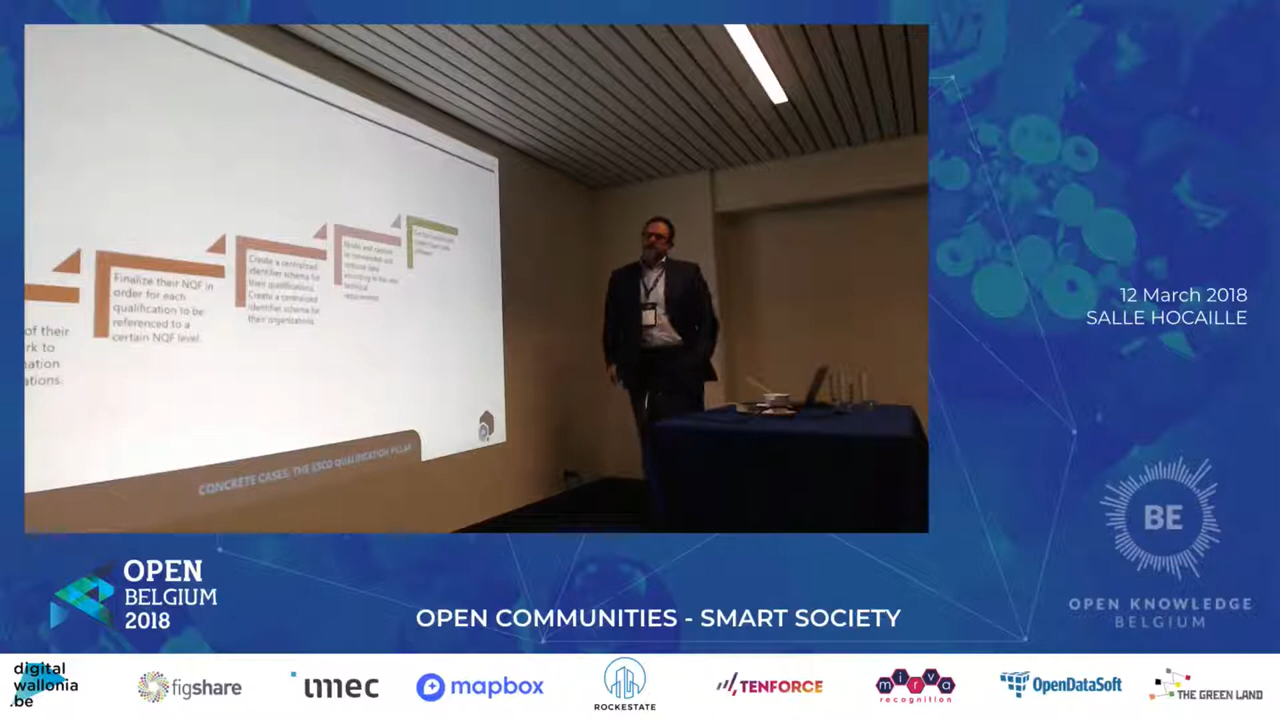 of their
rk to
ation
ations.
Finalize their NQF in
order for each
qualification to be
referenced to a
certain NQF level.
Create a centralized
identifier schema for
their qualifications.
Create a centralized
identifier schema for
their organizations.
CONCRETE CASES: THE ESCO QUALIFICATION PILLAR
12 March 2018
SALLE HOCAILLE
BE
OPEN KNOWLEDGE
BELGIUM
OPEN
BELGIUM
2018
OPEN COMMUNITIES - SMART SOCIETY
digital
wallonia
.be
figshare
imec
mapbox
ROCKESTATE
TENFORCE
mirva
recognition
OpenDataSoft
THE GREEN LAND